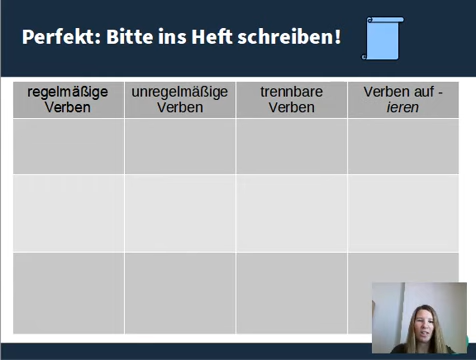 Perfekt: Bitte ins Heft schreiben!
regelmäßige
Verben
unregelmäßige
Verben
trennbare
Verben
Verben auf -
ieren